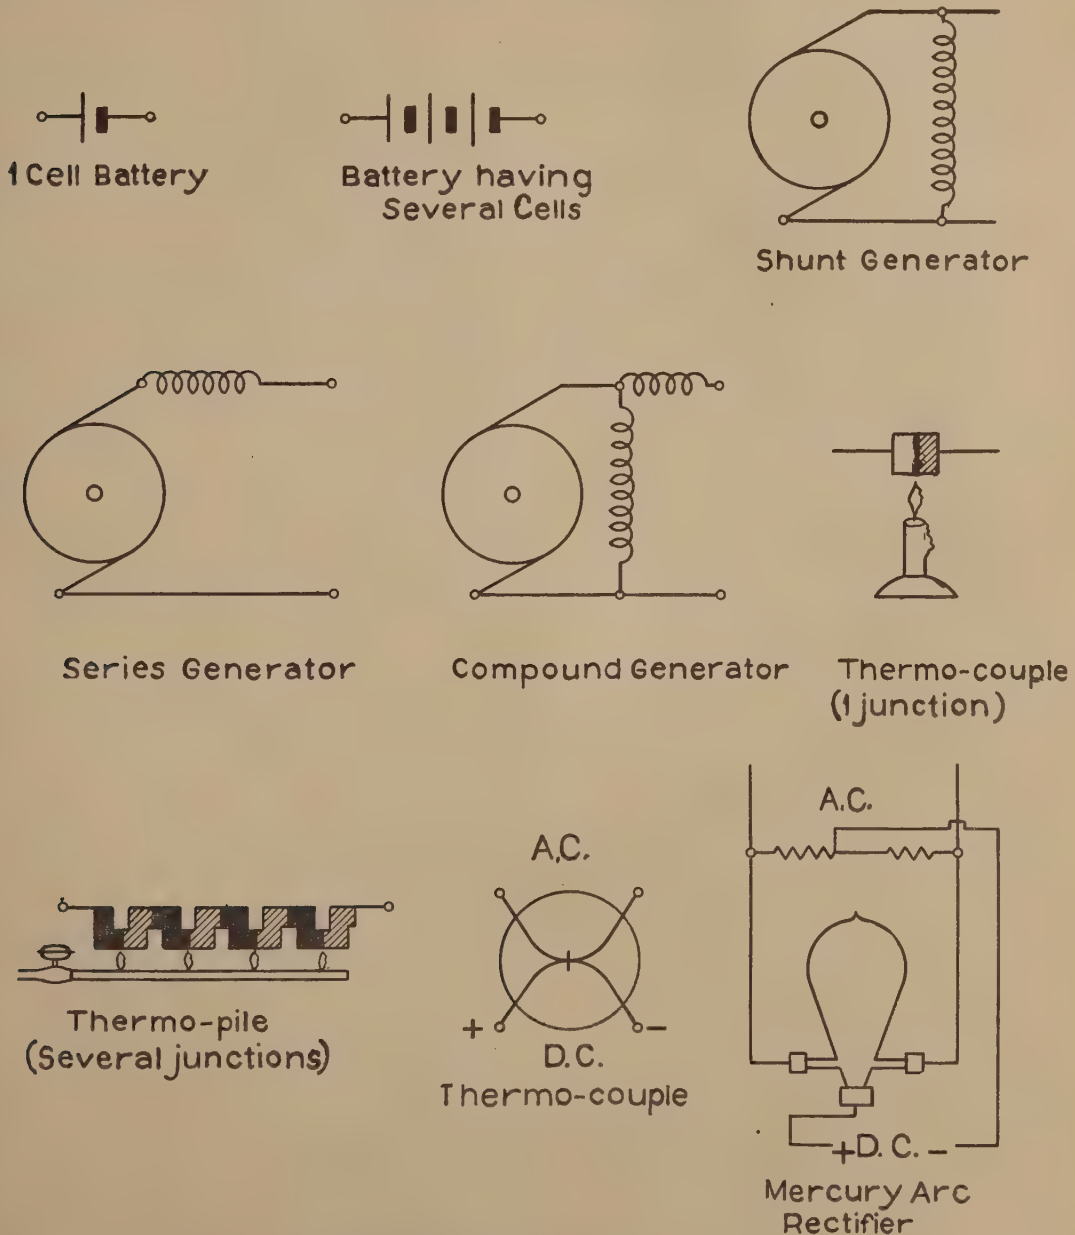 1 Cell Battery
Battery having
Several Cells
Shunt Generator
Series Generator
Compound Generator
Thermo-couple
(1 junction)
Thermo-pile
(Several junctions)
A.C.
+ -
D.C.
Thermo-couple
A.C.
+D.C.-
Mercury Arc
Rectifier